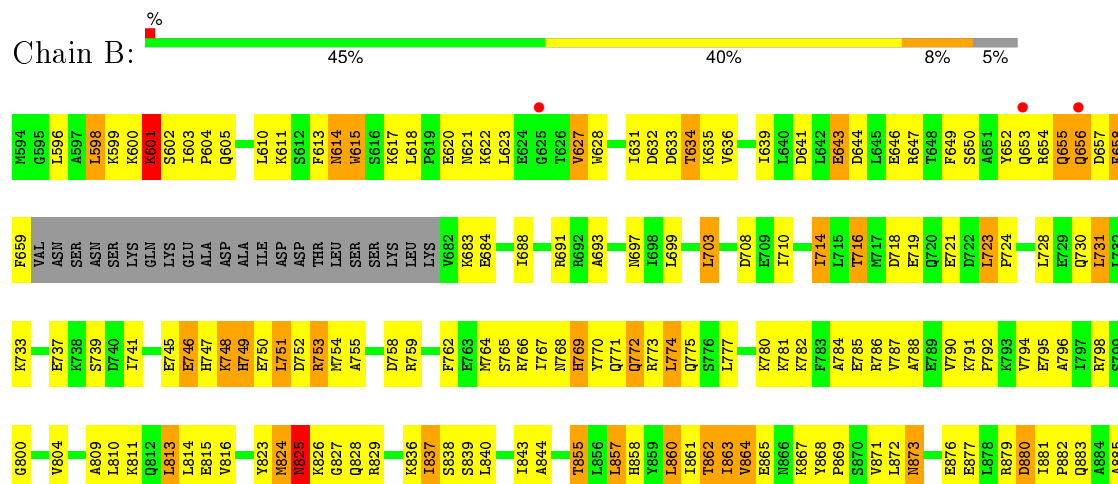 %
Chain B:
45% 40% 8% 5%
M594 G595 L596 A597 L598 K599 K600 K601 S602 I603 P604 Q605 L610 K611 S612 F613 N614 W615 S616 K617 L618 P619 E620 N621 K622 L623 E624 G625 T626 V627 W628 I631 D632 D633 T634 K635 V636 I639 L640 D641 L642 E643 D644 L645 E646 R647 T648 F649 S650 A651 Y652 Q653 R654 Q655 Q656 D657
F659 VAL ASN SER ASN SER LYS GLN LYS GLU ALA ASP ALA ILE ASP ASP THR LEU SER SER LYS LEU LYS V682 K683 E684 I688 R691 R692 A693 N697 I698 L699 L703 D708 E709 I710 I714 L715 T716 M717 D718 E719 Q720 E721 D722 L723 P724 L728 E729 Q730 L731 L732
K733 E737 K738 S739 D740 I741 E745 E746 H747 K748 H749 E750 L751 D752 R753 M754 A755 D758 R759 F762 E763 M764 S765 R766 I767 N768 H769 Y770 Q771 Q772 R773 L774 Q775 S776 L777 K780 K781 K782 F783 A784 E785 R786 V787 A788 E789 V790 K791 P792 K793 V794 E795 A796 I797 R798 S799
G800 V804 A809 L810 K811 Q812 L813 L814 E815 V816 Y823 M824 N825 K826 G827 Q828 R829 K836 I837 S838 S839 L840 I843 A844 T855 L856 L857 H858 Y859 L860 I861 T862 I863 V864 E865 N866 K867 Y868 P869 S870 V871 L872 N873 E876 E877 L878 R879 D880 I881 P882 Q883 A884 A885